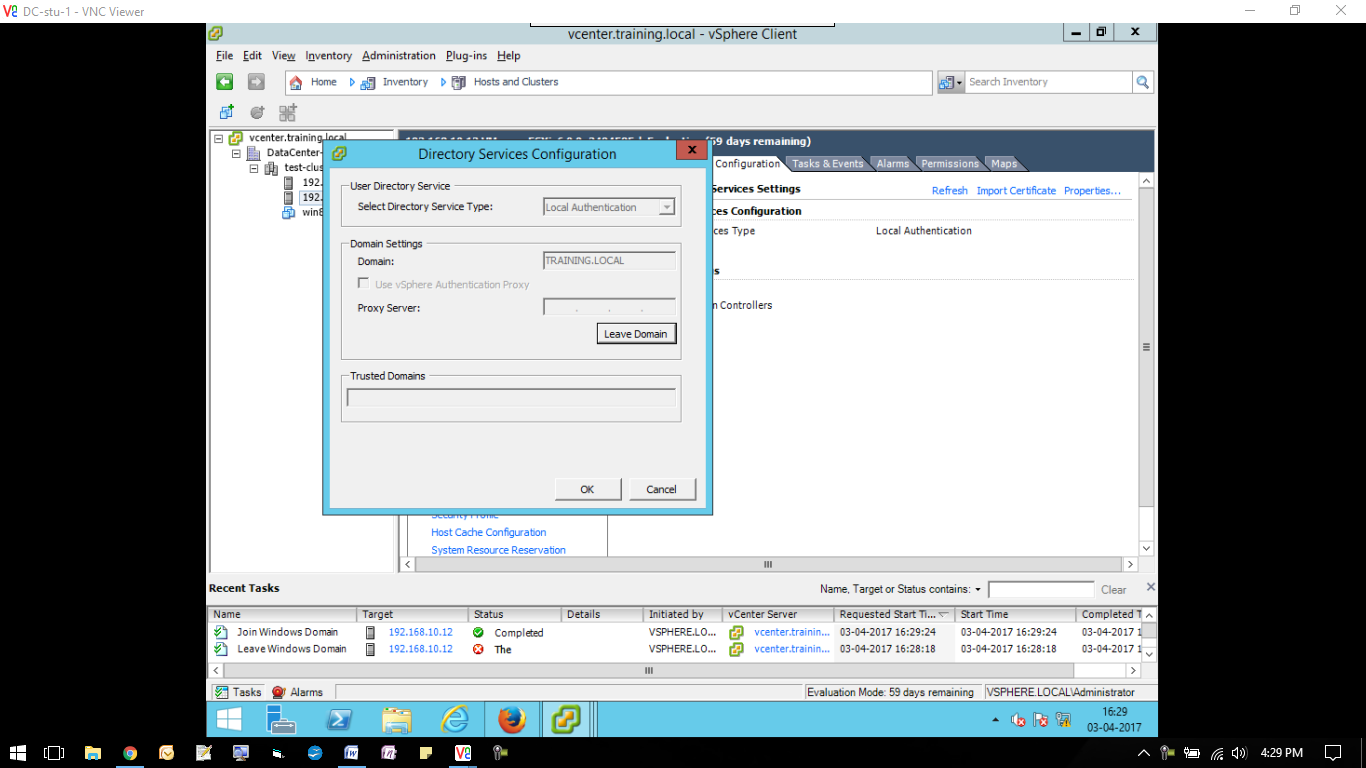 DC-stu-1 - VNC Viewer
vcenter.training.local - vSphere Client
File Edit View Inventory Administration Plug-ins Help
Home Inventory Hosts and Clusters
Search Inventory
vcenter.training.local
DataCenter-
test-clus
192.
192.
win8
59 days remaining)
Configuration Tasks & Events Alarms Permissions Maps
Services Settings
Refresh Import Certificate Properties...
ces Configuration
ces Type Local Authentication
s
n Controllers
Directory Services Configuration
User Directory Service
Select Directory Service Type: Local Authentication
Domain Settings
Domain: TRAINING.LOCAL
Use vSphere Authentication Proxy
Proxy Server: . . .
Leave Domain
Trusted Domains
OK Cancel
Security Profile
Host Cache Configuration
System Resource Reservation
Recent Tasks
Name, Target or Status contains: Clear
Name Target Status Details Initiated by vCenter Server Requested Start Ti... Start Time Completed T
Join Windows Domain 192.168.10.12 Completed VSPHERE.LO... vcenter.trainin... 03-04-2017 16:29:24 03-04-2017 16:29:24 03-04-2017 1
Leave Windows Domain 192.168.10.12 The VSPHERE.LO... vcenter.trainin... 03-04-2017 16:28:18 03-04-2017 16:28:18 03-04-2017 1
Tasks Alarms
Evaluation Mode: 59 days remaining VSPHERE.LOCAL\Administrator
16:29
03-04-2017
4:29 PM